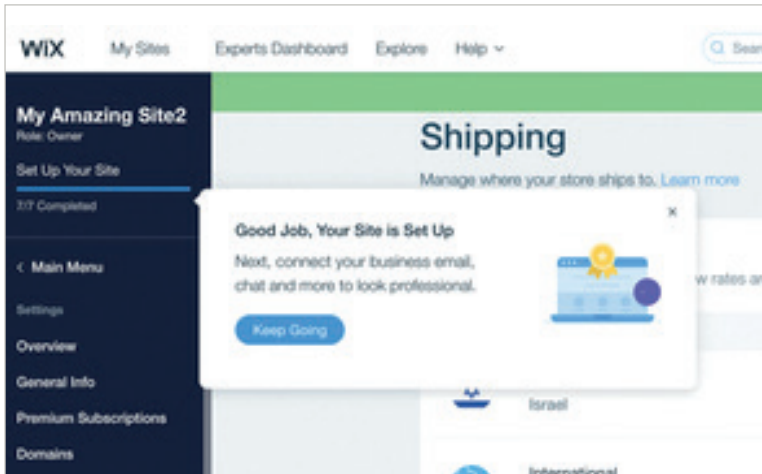 WiX
My Sites
Experts Dashboard
Explore
Help
My Amazing Site2
Role: Owner
Set Up Your Site
7/7 Completed
Main Menu
Settings
Overview
General Info
Premium Subscriptions
Domains
Shipping
Manage where your store ships to. Learn more
Good Job, Your Site is Set Up
Next, connect your business email,
chat and more to look professional.
Keep Going
rates
Israel
International